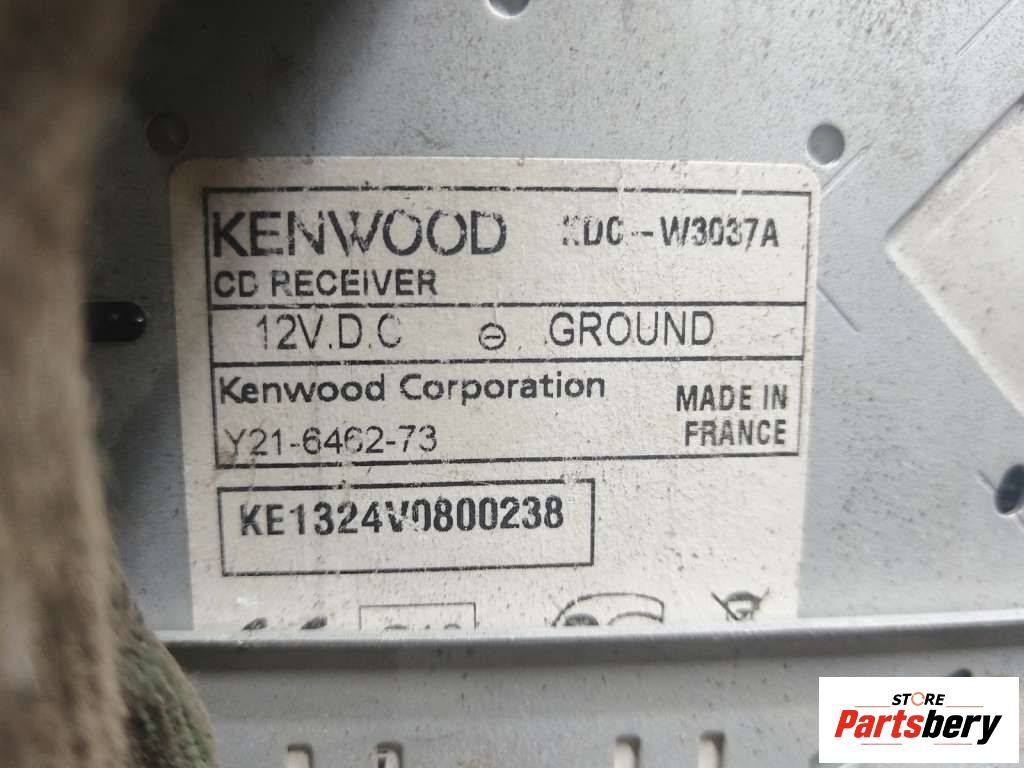 KENWOOD KDC-W3037A
CD RECEIVER
12V.D.C ⊖ GROUND
Kenwood Corporation
MADE IN
FRANCE
Y21-6462-73
KE1324V0800238
STORE
Partsbery